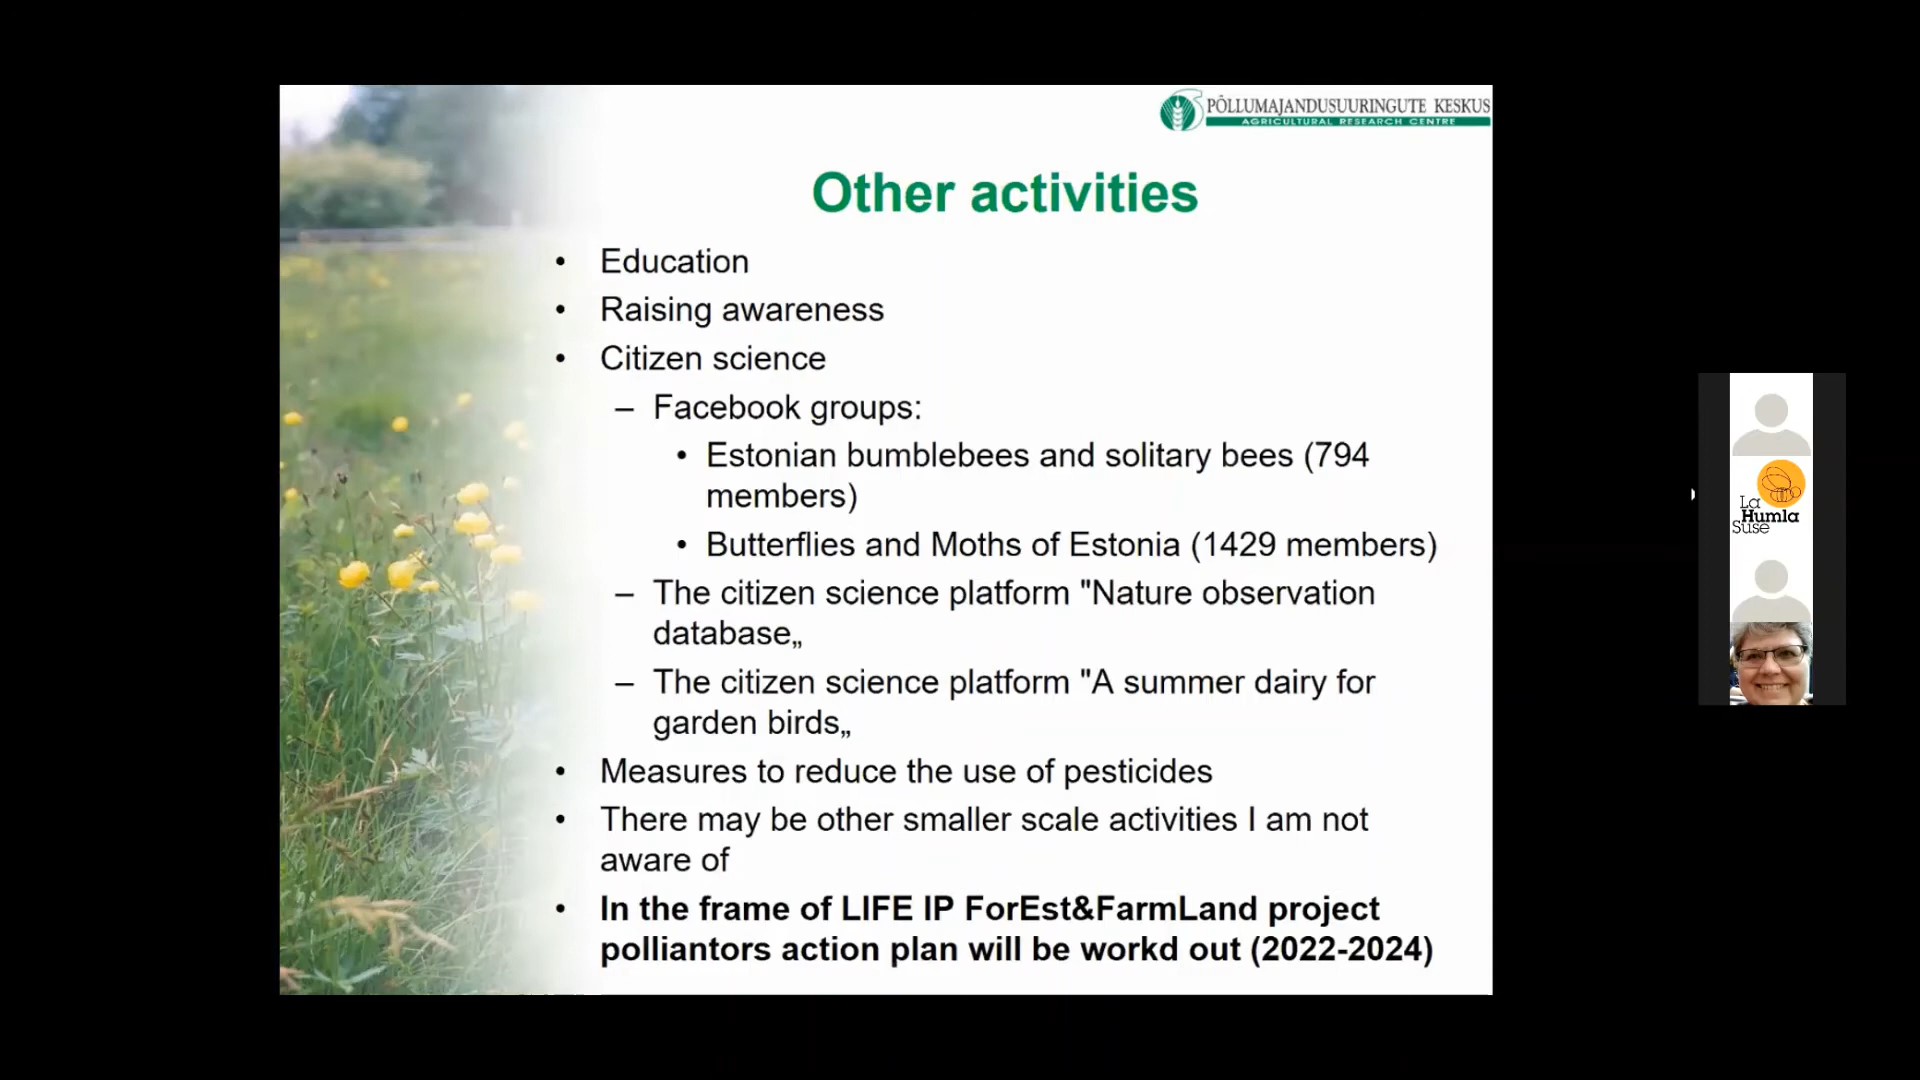 PÕLLUMAJANDUSUURINGUTE KESKUS
AGRICULTURAL RESEARCH CENTRE
Other activities
• Education
• Raising awareness
• Citizen science
– Facebook groups:
• Estonian bumblebees and solitary bees (794
members)
• Butterflies and Moths of Estonia (1429 members)
– The citizen science platform "Nature observation
database„
– The citizen science platform "A summer dairy for
garden birds„
• Measures to reduce the use of pesticides
• There may be other smaller scale activities I am not
aware of
• In the frame of LIFE IP ForEst&FarmLand project
polliantors action plan will be workd out (2022-2024)
La
Humla
Suse